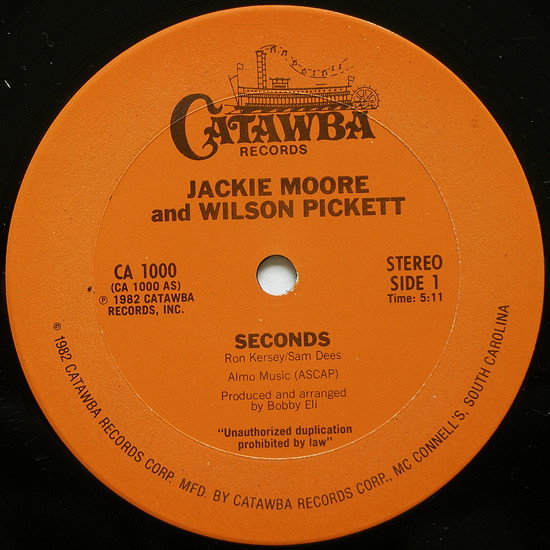 CATAWBA
RECORDS
JACKIE MOORE
and WILSON PICKETT
CA 1000
(CA 1000 AS)
℗ 1982 CATAWBA
RECORDS, INC.
STEREO
SIDE 1
Time: 5:11
SECONDS
Ron Kersey/Sam Dees
Almo Music (ASCAP)
Produced and arranged
by Bobby Eli
"Unauthorized duplication
prohibited by law"
© 1982 CATAWBA RECORDS CORP. MFD. BY CATAWBA RECORDS CORP., MC CONNELL'S, SOUTH CAROLINA